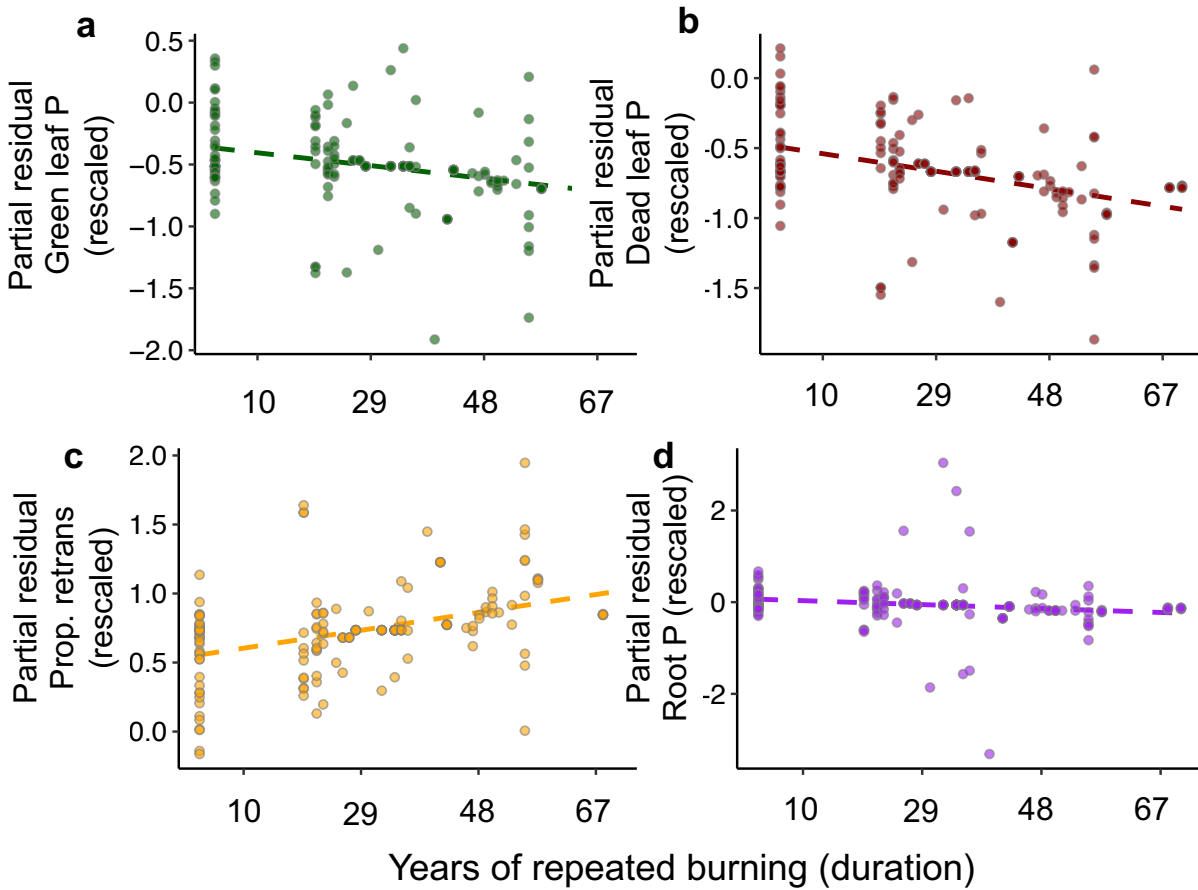 a
Partial residual
Green leaf P
(rescaled)
0.5
0.0
−0.5
−1.0
−1.5
−2.0
10 29 48 67
b
Partial residual
Dead leaf P
(rescaled)
0.0
-0.5
-1.0
-1.5
10 29 48 67
c
Partial residual
Prop. retrans
(rescaled)
2.0
1.5
1.0
0.5
0.0
10 29 48 67
d
Partial residual
Root P (rescaled)
2
0
-2
10 29 48 67
Years of repeated burning (duration)